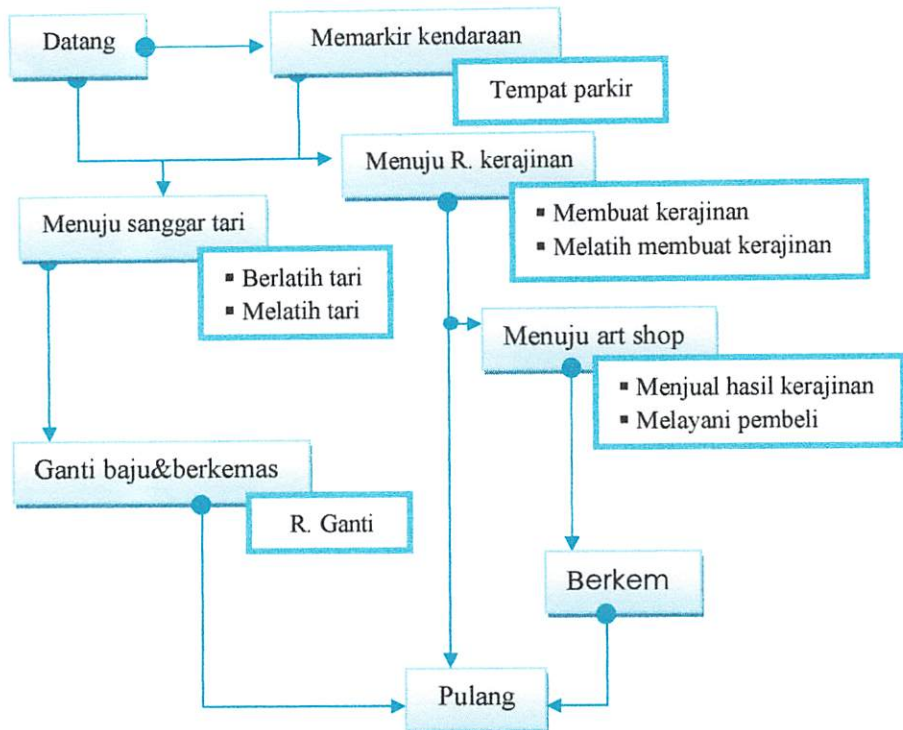 Datang
Memarkir kendaraan
Tempat parkir
Menuju R. kerajinan
▪ Membuat kerajinan
▪ Melatih membuat kerajinan
Menuju sanggar tari
▪ Berlatih tari
▪ Melatih tari
Menuju art shop
▪ Menjual hasil kerajinan
▪ Melayani pembeli
Ganti baju&berkemas
R. Ganti
Berkem
Pulang